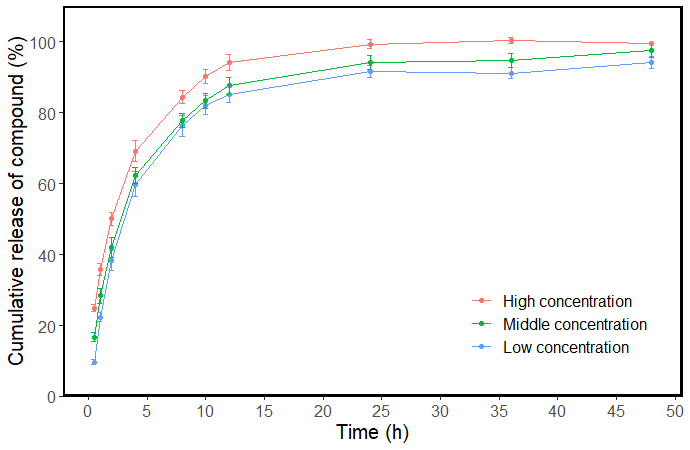 Cumulative release of compound (%)
100
80
60
40
20
0
High concentration
Middle concentration
Low concentration
0 5 10 15 20 25 30 35 40 45 50
Time (h)